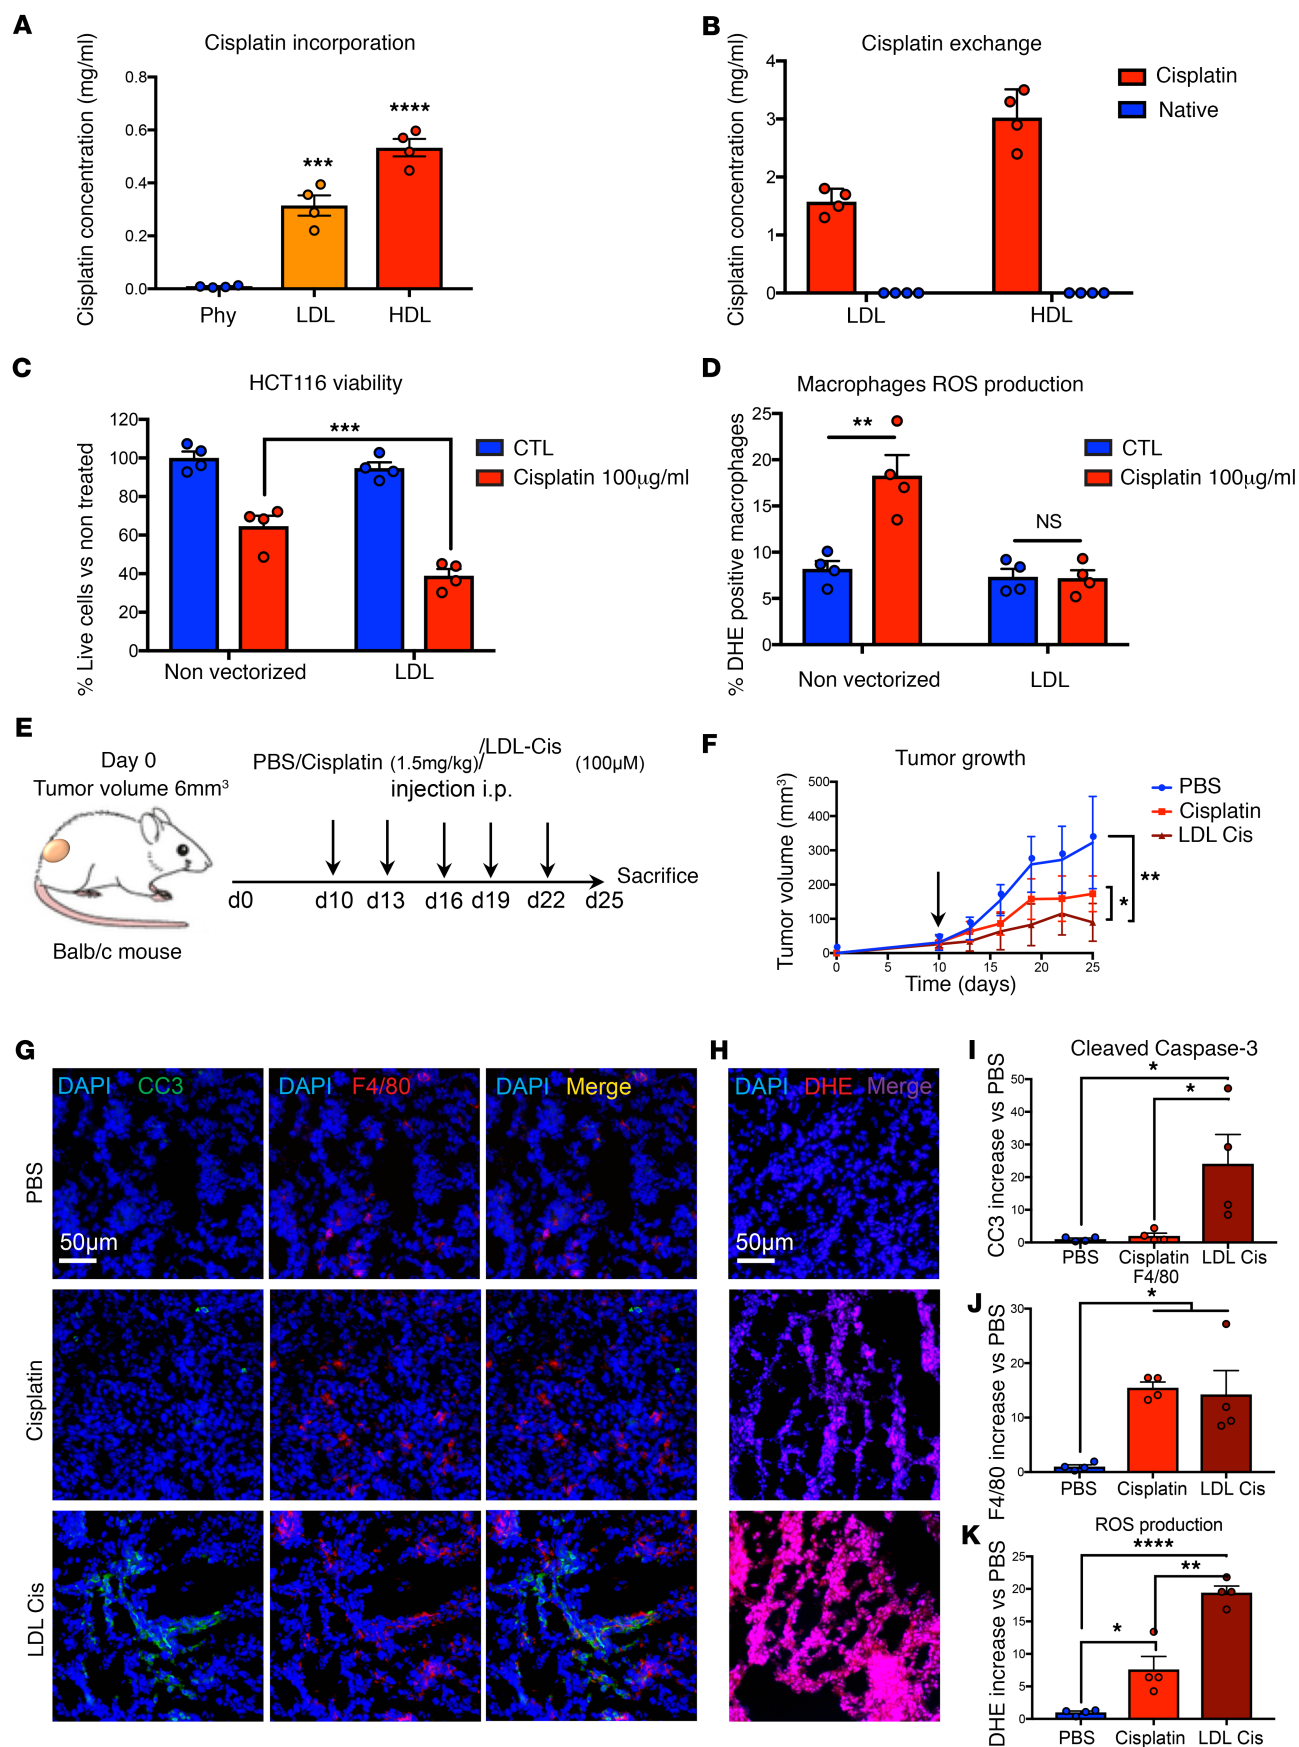 A
Cisplatin incorporation
Cisplatin concentration (mg/ml)
0.8
0.6
0.4
0.2
0.0
***
****
Phy LDL HDL
B
Cisplatin exchange
Cisplatin concentration (mg/ml)
4
3
2
1
0
LDL HDL
Cisplatin
Native
C
HCT116 viability
% Live cells vs non treated
120
100
80
60
40
20
0
***
Non vectorized LDL
CTL
Cisplatin 100µg/ml
D
Macrophages ROS production
% DHE positive macrophages
25
20
15
10
5
0
**
NS
Non vectorized LDL
CTL
Cisplatin 100µg/ml
E
Day 0
Tumor volume 6mm³
Balb/c mouse
PBS/Cisplatin (1.5mg/kg)/LDL-Cis (100µM)
injection i.p.
Sacrifice
d0 d10 d13 d16 d19 d22 d25
F
Tumor growth
Tumor volume (mm³)
500
400
300
200
100
0
0 5 10 15 20 25
Time (days)
PBS
Cisplatin
LDL Cis
**
*
G
DAPI CC3
DAPI F4/80
DAPI Merge
PBS
50µm
Cisplatin
LDL Cis
H
DAPI DHE Merge
50µm
I
Cleaved Caspase-3
CC3 increase vs PBS
50
40
30
20
10
0
*
*
PBS Cisplatin LDL Cis
J
F4/80
F4/80 increase vs PBS
30
20
10
0
*
PBS Cisplatin LDL Cis
K
ROS production
DHE increase vs PBS
25
20
15
10
5
0
****
**
*
PBS Cisplatin LDL Cis